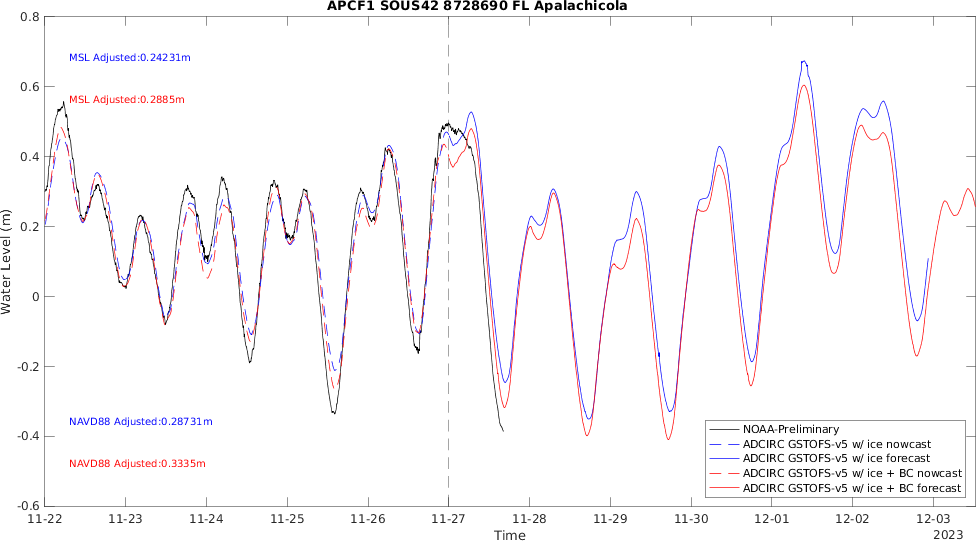 APCF1 SOUS42 8728690 FL Apalachicola
0.8
0.6
0.4
0.2
0
-0.2
-0.4
-0.6
Water Level (m)
MSL Adjusted:0.24231m
MSL Adjusted:0.2885m
NAVD88 Adjusted:0.28731m
NAVD88 Adjusted:0.3335m
NOAA-Preliminary
ADCIRC GSTOFS-v5 w/ ice nowcast
ADCIRC GSTOFS-v5 w/ ice forecast
ADCIRC GSTOFS-v5 w/ ice + BC nowcast
ADCIRC GSTOFS-v5 w/ ice + BC forecast
11-22 11-23 11-24 11-25 11-26 11-27 11-28 11-29 11-30 12-01 12-02 12-03
Time
2023